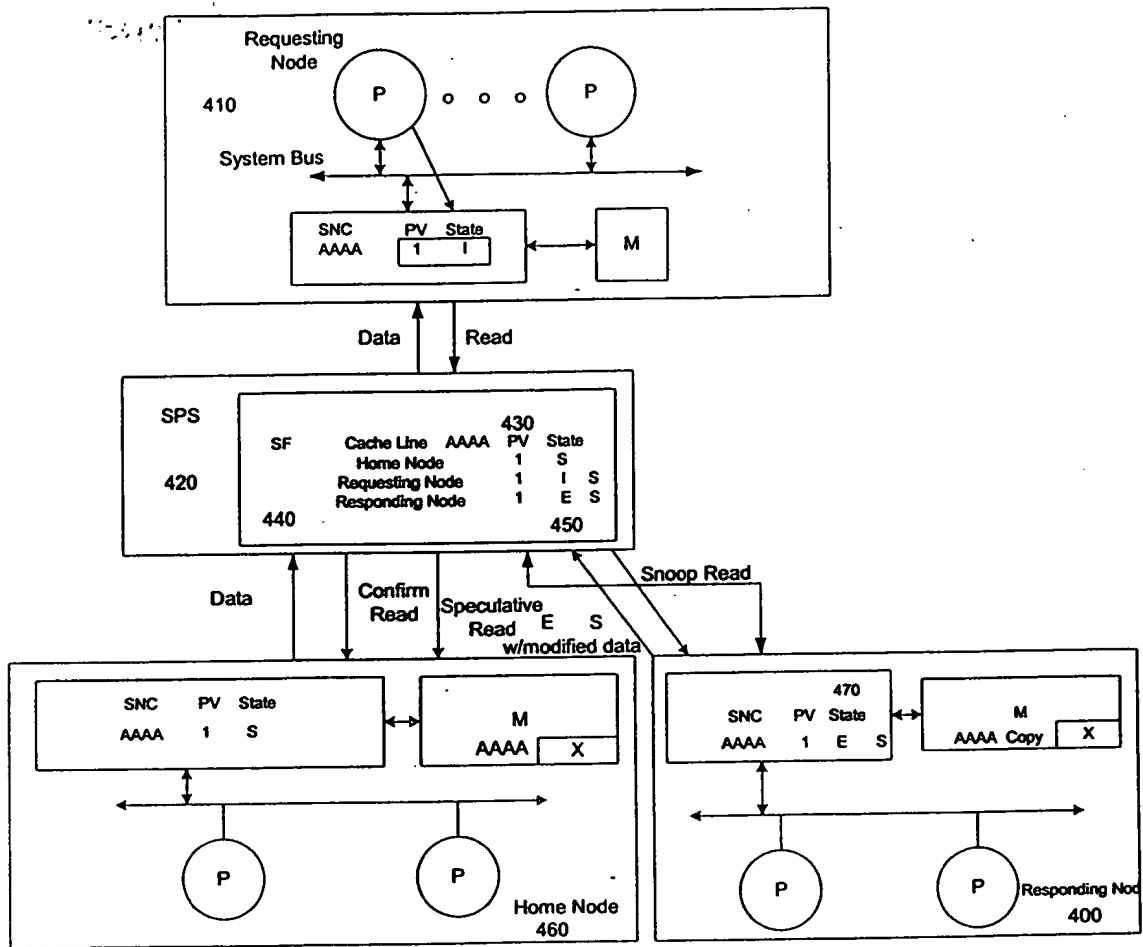 Requesting
Node
P
o o o
P
410
System Bus
SNC PV State
AAAA 1 I
M
Data
Read
SPS
430
SF Cache Line AAAA PV State
Home Node 1 S
420
Requesting Node 1 I S
Responding Node 1 E S
440
450
Data
Confirm
Read
Speculative
Read
E S
w/modified data
Snoop Read
SNC PV State
AAAA 1 S
M
AAAA X
P
P
Home Node
460
470
SNC PV State
AAAA 1 E S
M
AAAA Copy X
P
P
Responding Nod
400